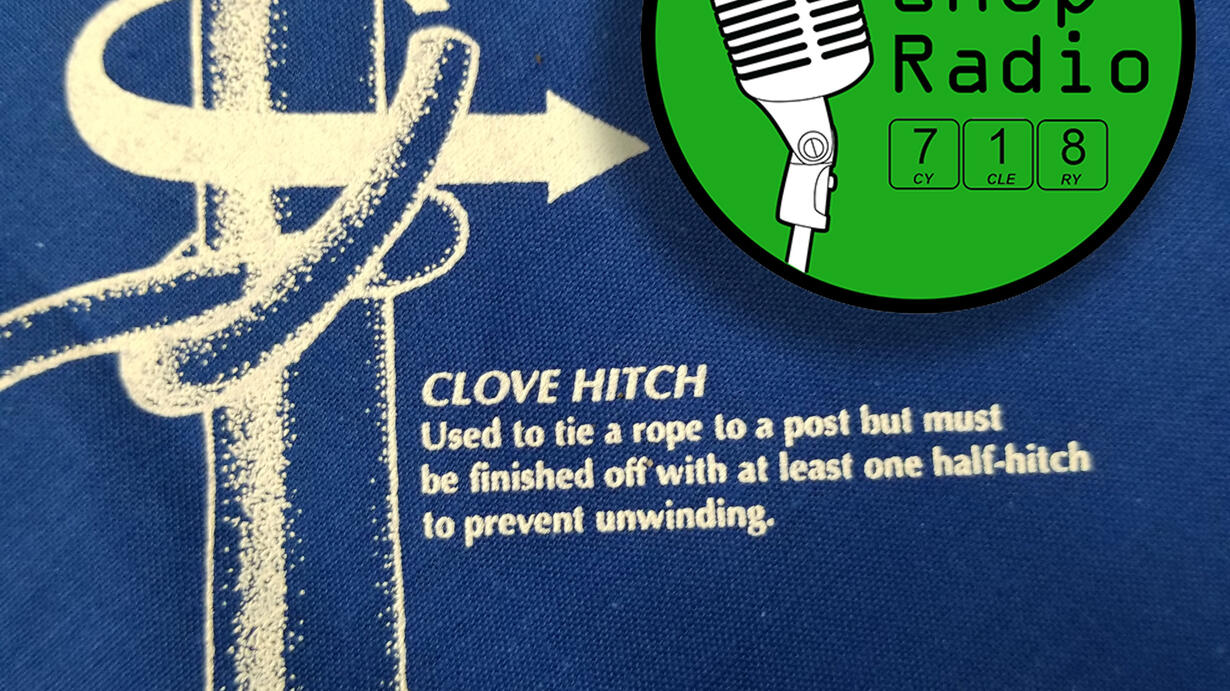 Shop
Radio
7 1 8
CY CLE RY
CLOVE HITCH
Used to tie a rope to a post but must
be finished off with at least one half-hitch
to prevent unwinding.